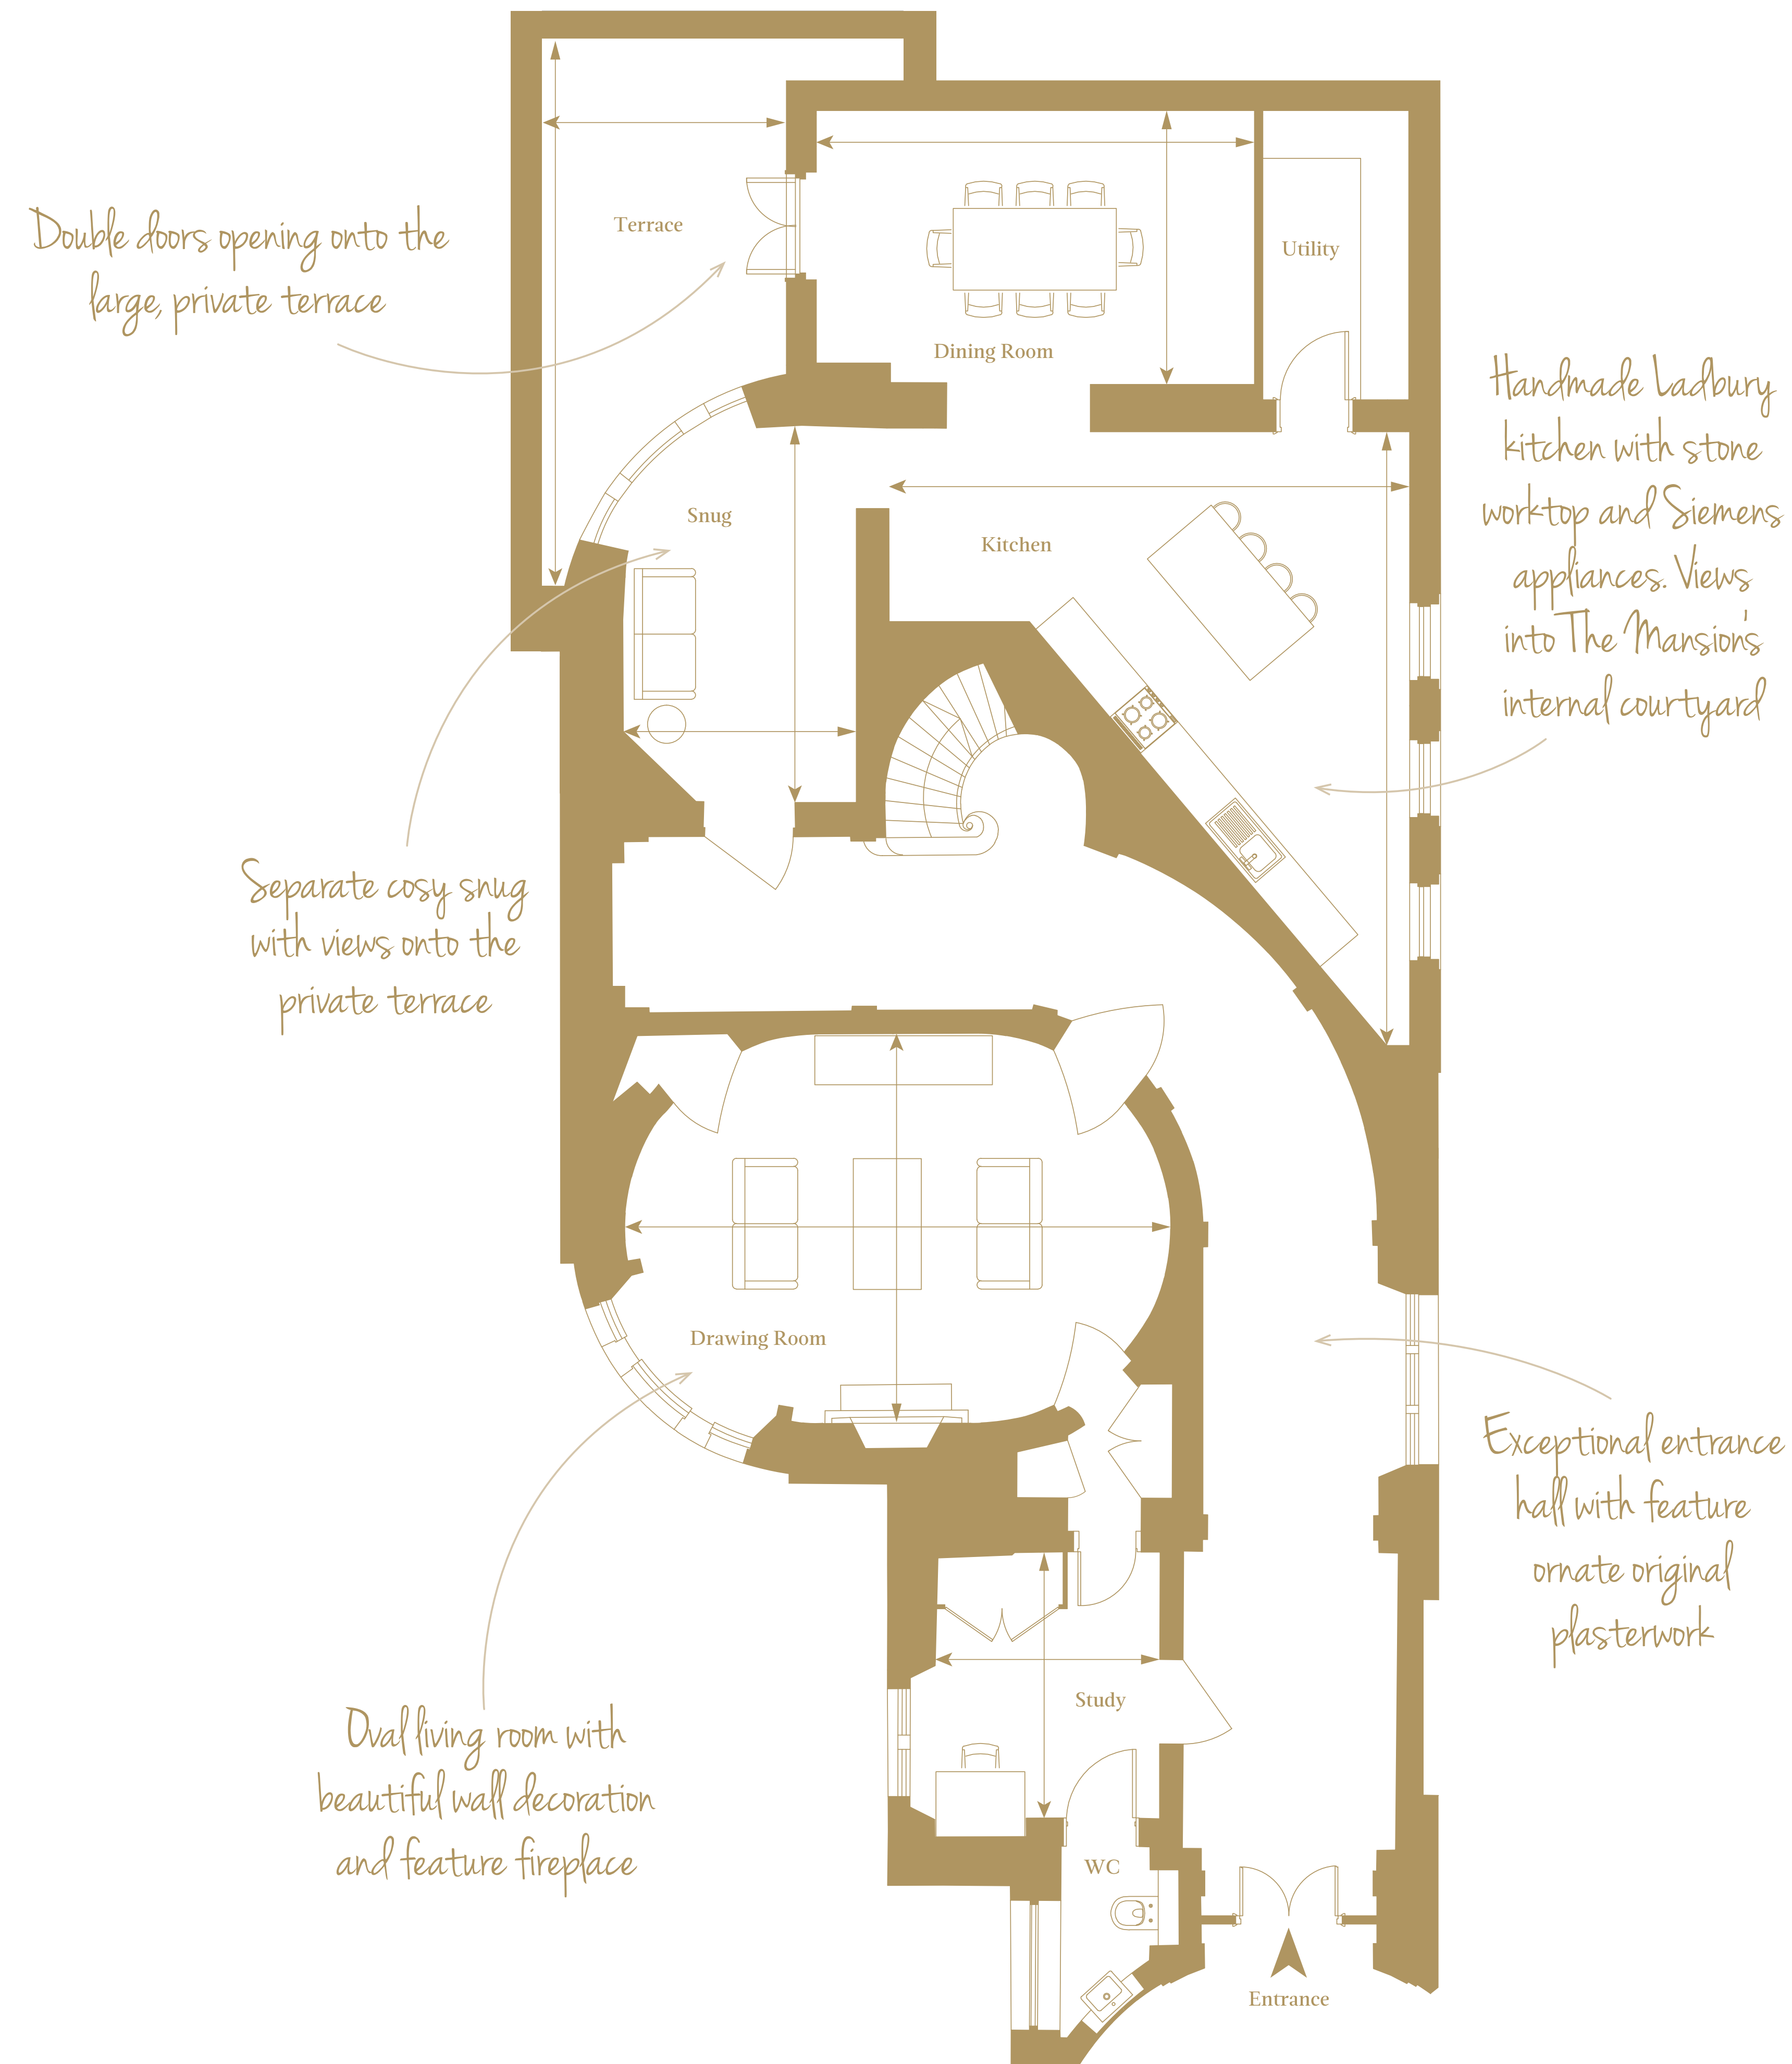 Terrace
Utility
Dining Room
Double doors opening onto the
large, private terrace
Handmade Ladbury
kitchen with stone
worktop and Siemens
appliances. Views
into The Mansion's
internal courtyard
Snug
Kitchen
Separate cosy snug
with views onto the
private terrace
Drawing Room
Exceptional entrance
hall with feature
ornate original
plasterwork
Study
Oval living room with
beautiful wall decoration
and feature fireplace
WC
Entrance